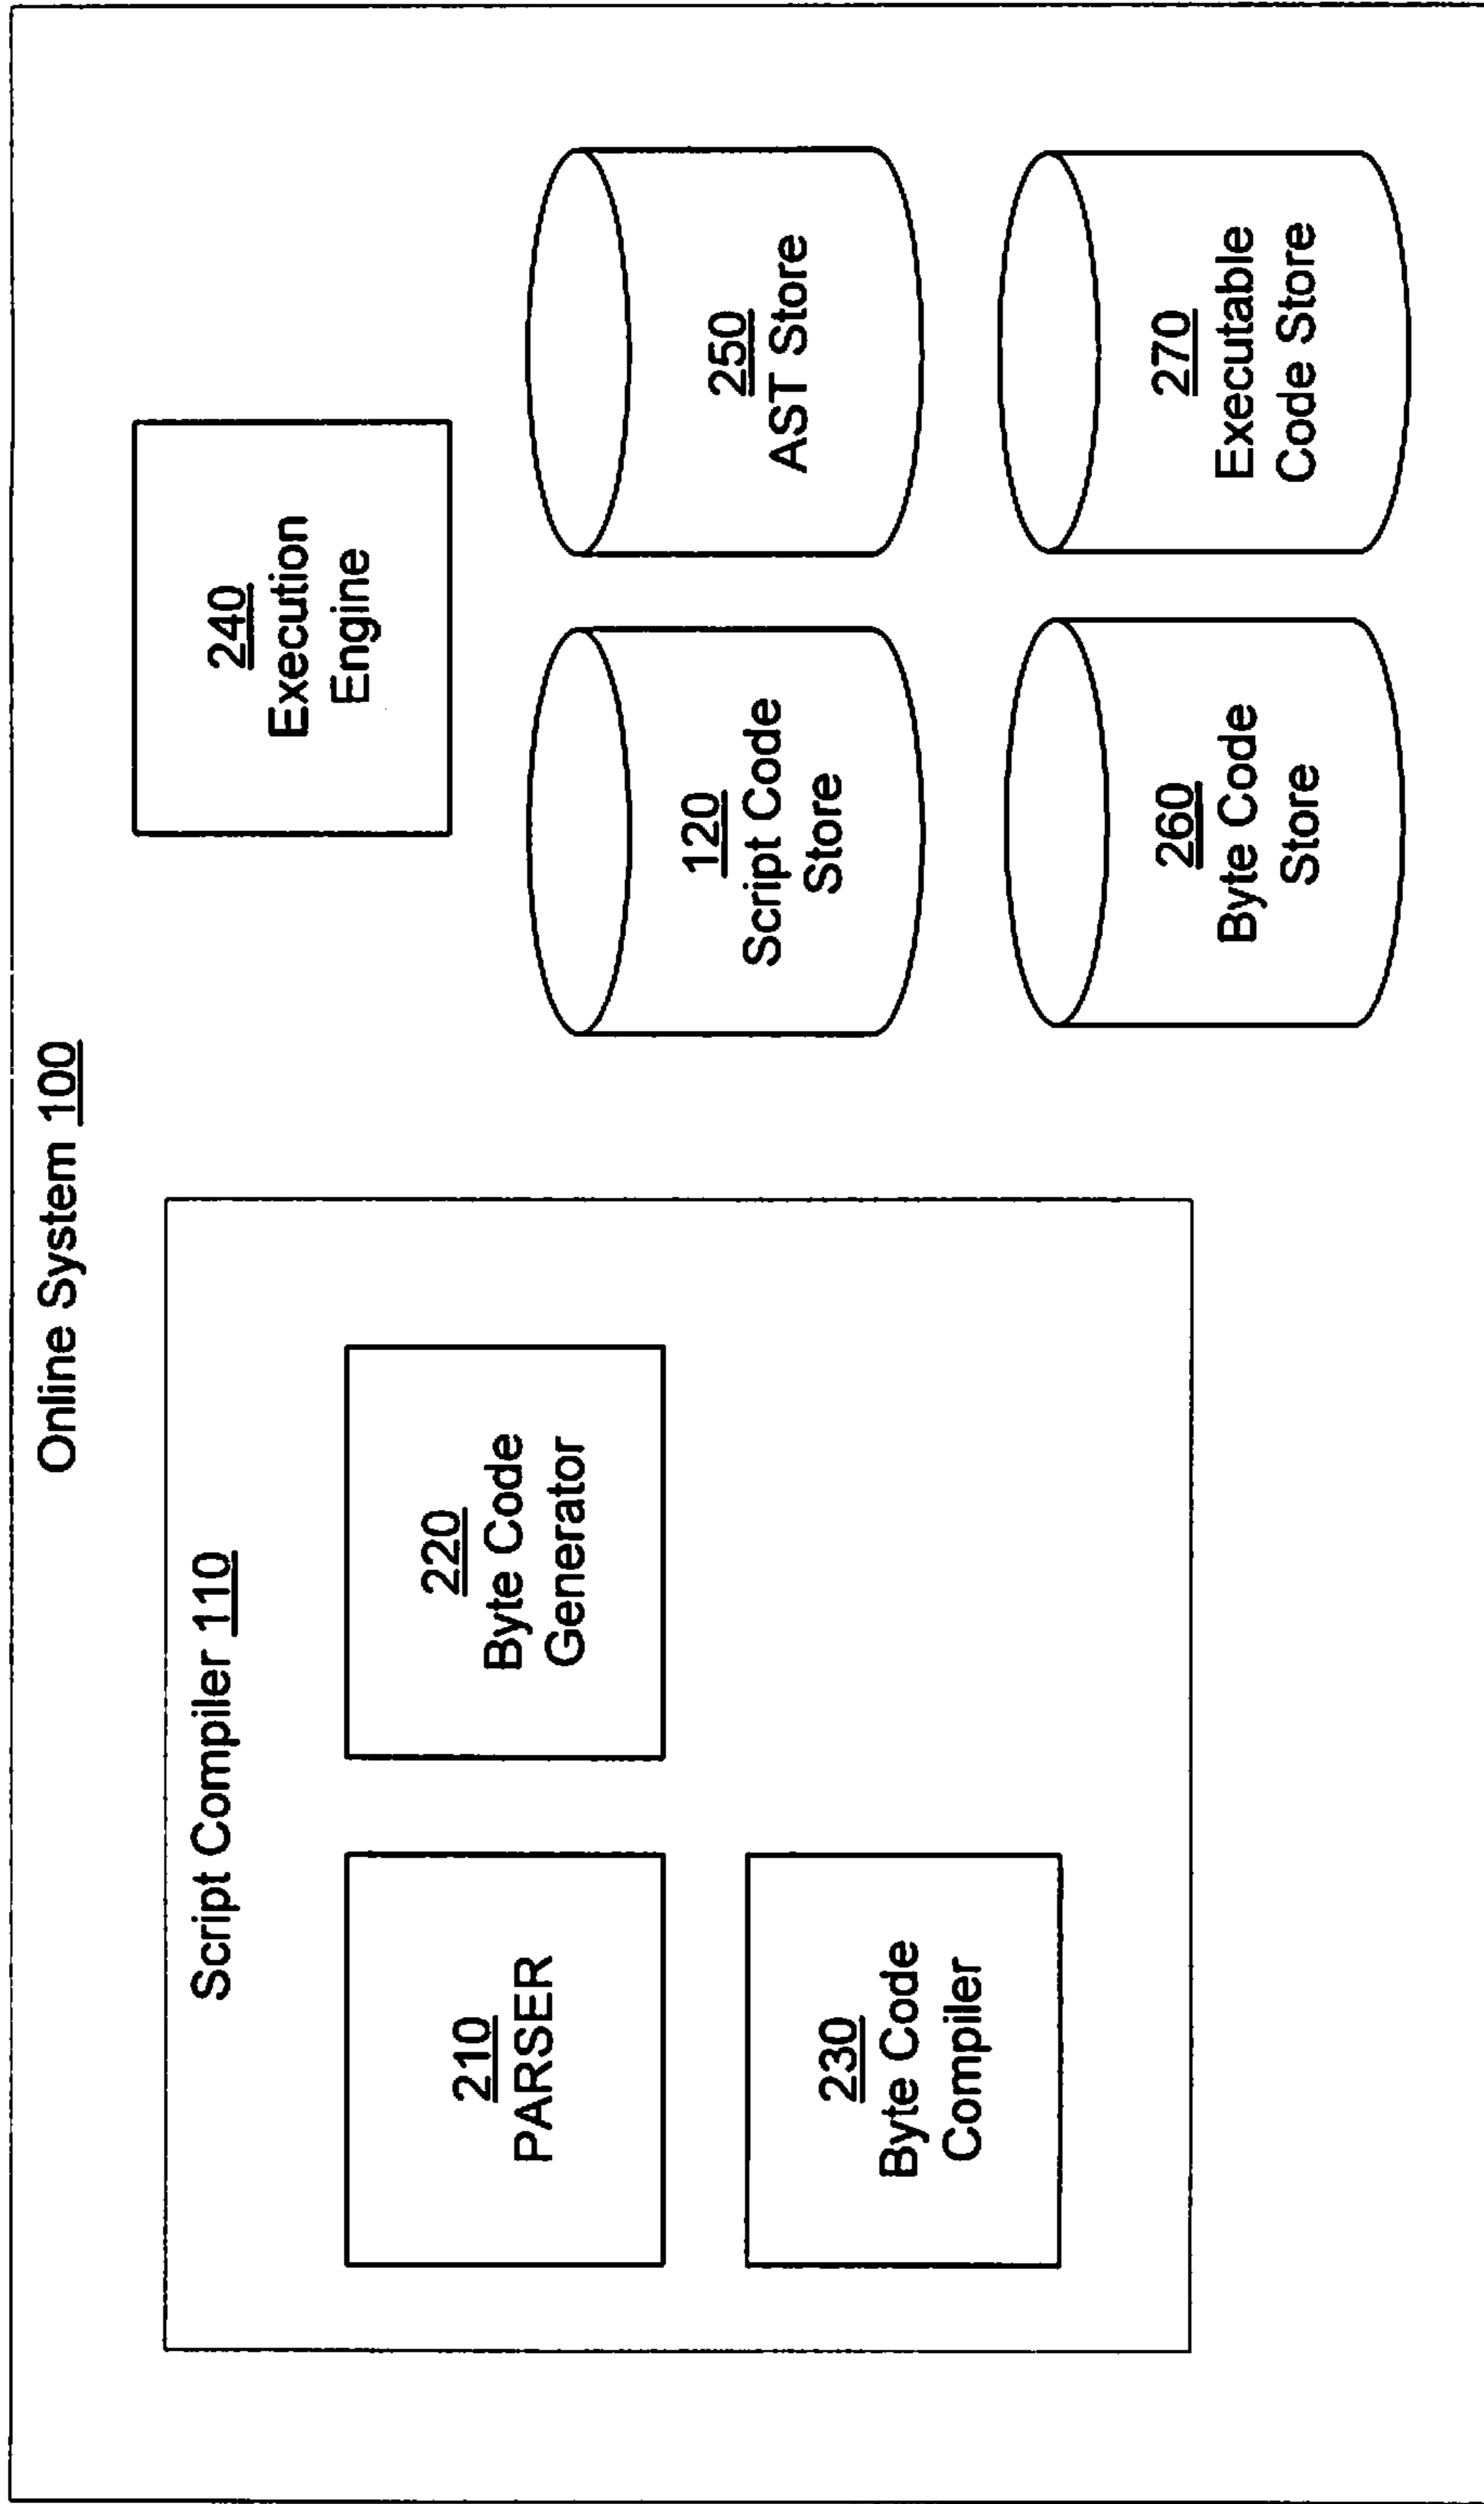 Online System 100
Script Compiler 110
210
PARSER
220
Byte Code
Generator
230
Byte Code
Compiler
240
Execution
Engine
120
Script Code
Store
250
AST Store
260
Byte Code
Store
270
Executable
Code Store